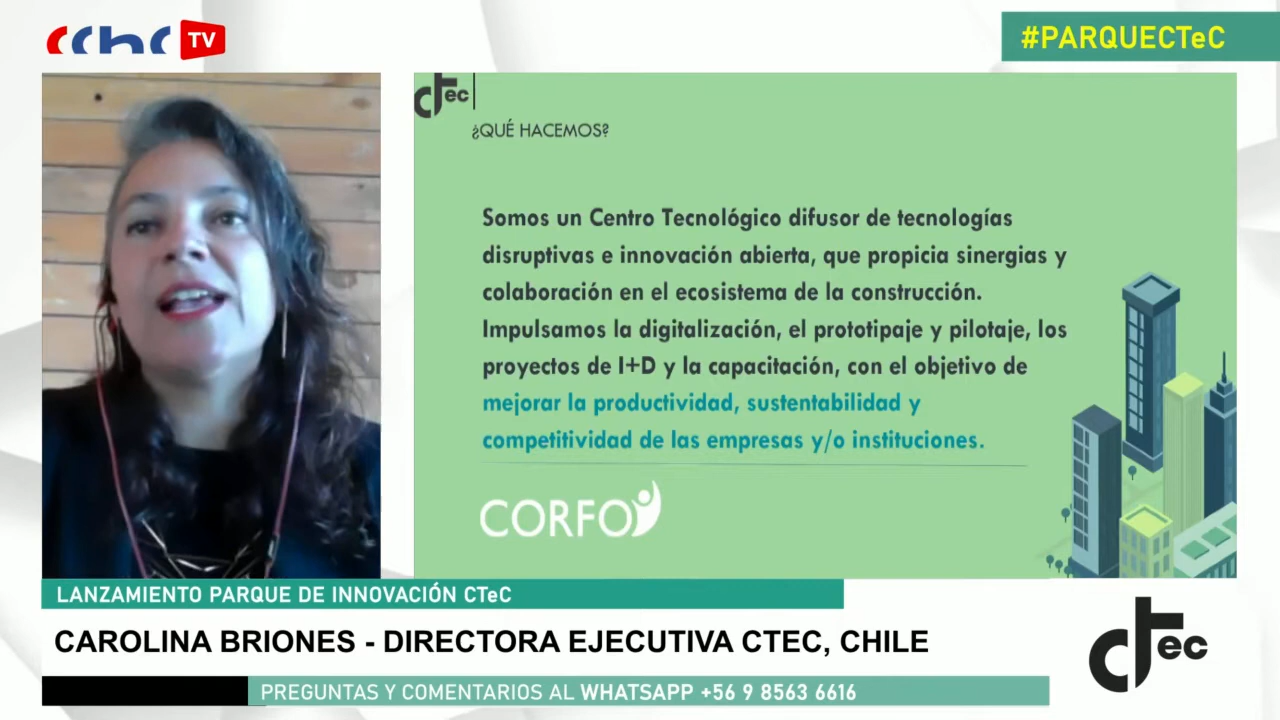 cchc TV
#PARQUECTeC
CTec
¿QUÉ HACEMOS?
Somos un Centro Tecnológico difusor de tecnologías
disruptivas e innovación abierta, que propicia sinergias y
colaboración en el ecosistema de la construcción.
Impulsamos la digitalización, el prototipaje y pilotaje, los
proyectos de I+D y la capacitación, con el objetivo de
mejorar la productividad, sustentabilidad y
competitividad de las empresas y/o instituciones.
CORFO
LANZAMIENTO PARQUE DE INNOVACIÓN CTeC
CAROLINA BRIONES - DIRECTORA EJECUTIVA CTEC, CHILE
CTec
PREGUNTAS Y COMENTARIOS AL WHATSAPP +56 9 8563 6616